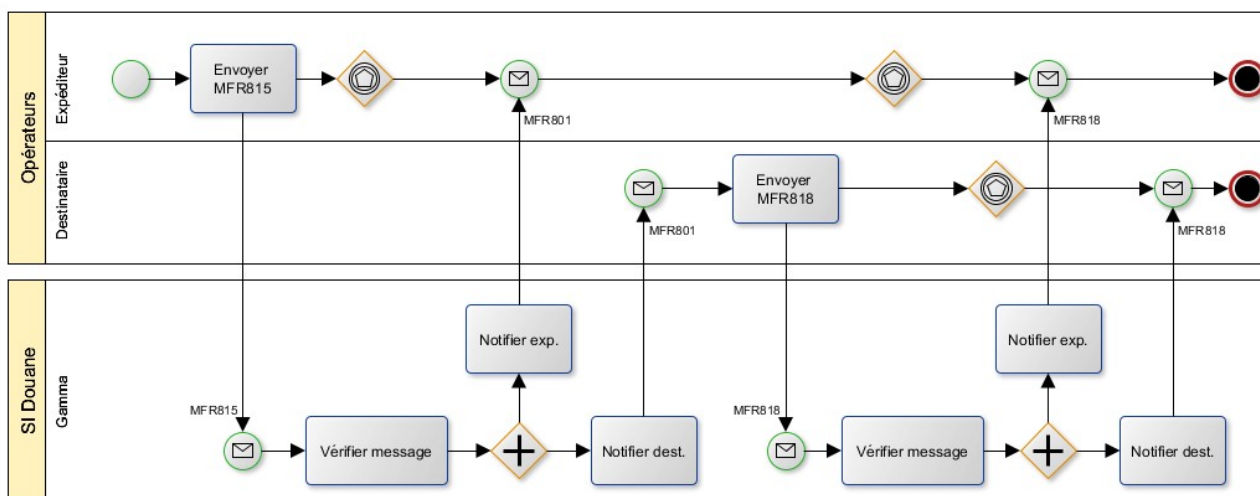 Opérateurs
Expéditeur
Envoyer
MFR815
MFR801
MFR818
Destinataire
Envoyer
MFR818
MFR801
MFR818
SI Douane
Gamma
Notifier exp.
Notifier exp.
MFR815
MFR818
Vérifier message
Notifier dest.
Vérifier message
Notifier dest.